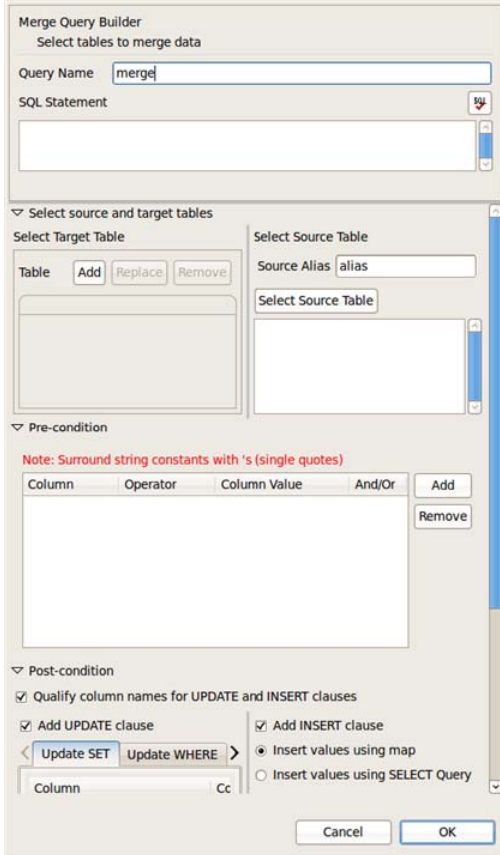 Merge Query Builder
Select tables to merge data
Query Name merge
SQL Statement
SQL
Select source and target tables
Select Target Table
Table Add Replace Remove
Select Source Table
Source Alias alias
Select Source Table
Pre-condition
Note: Surround string constants with 's (single quotes)
Column Operator Column Value And/Or
Add
Remove
Post-condition
Qualify column names for UPDATE and INSERT clauses
Add UPDATE clause
Update SET Update WHERE
Column Cc
Add INSERT clause
Insert values using map
Insert values using SELECT Query
Cancel OK